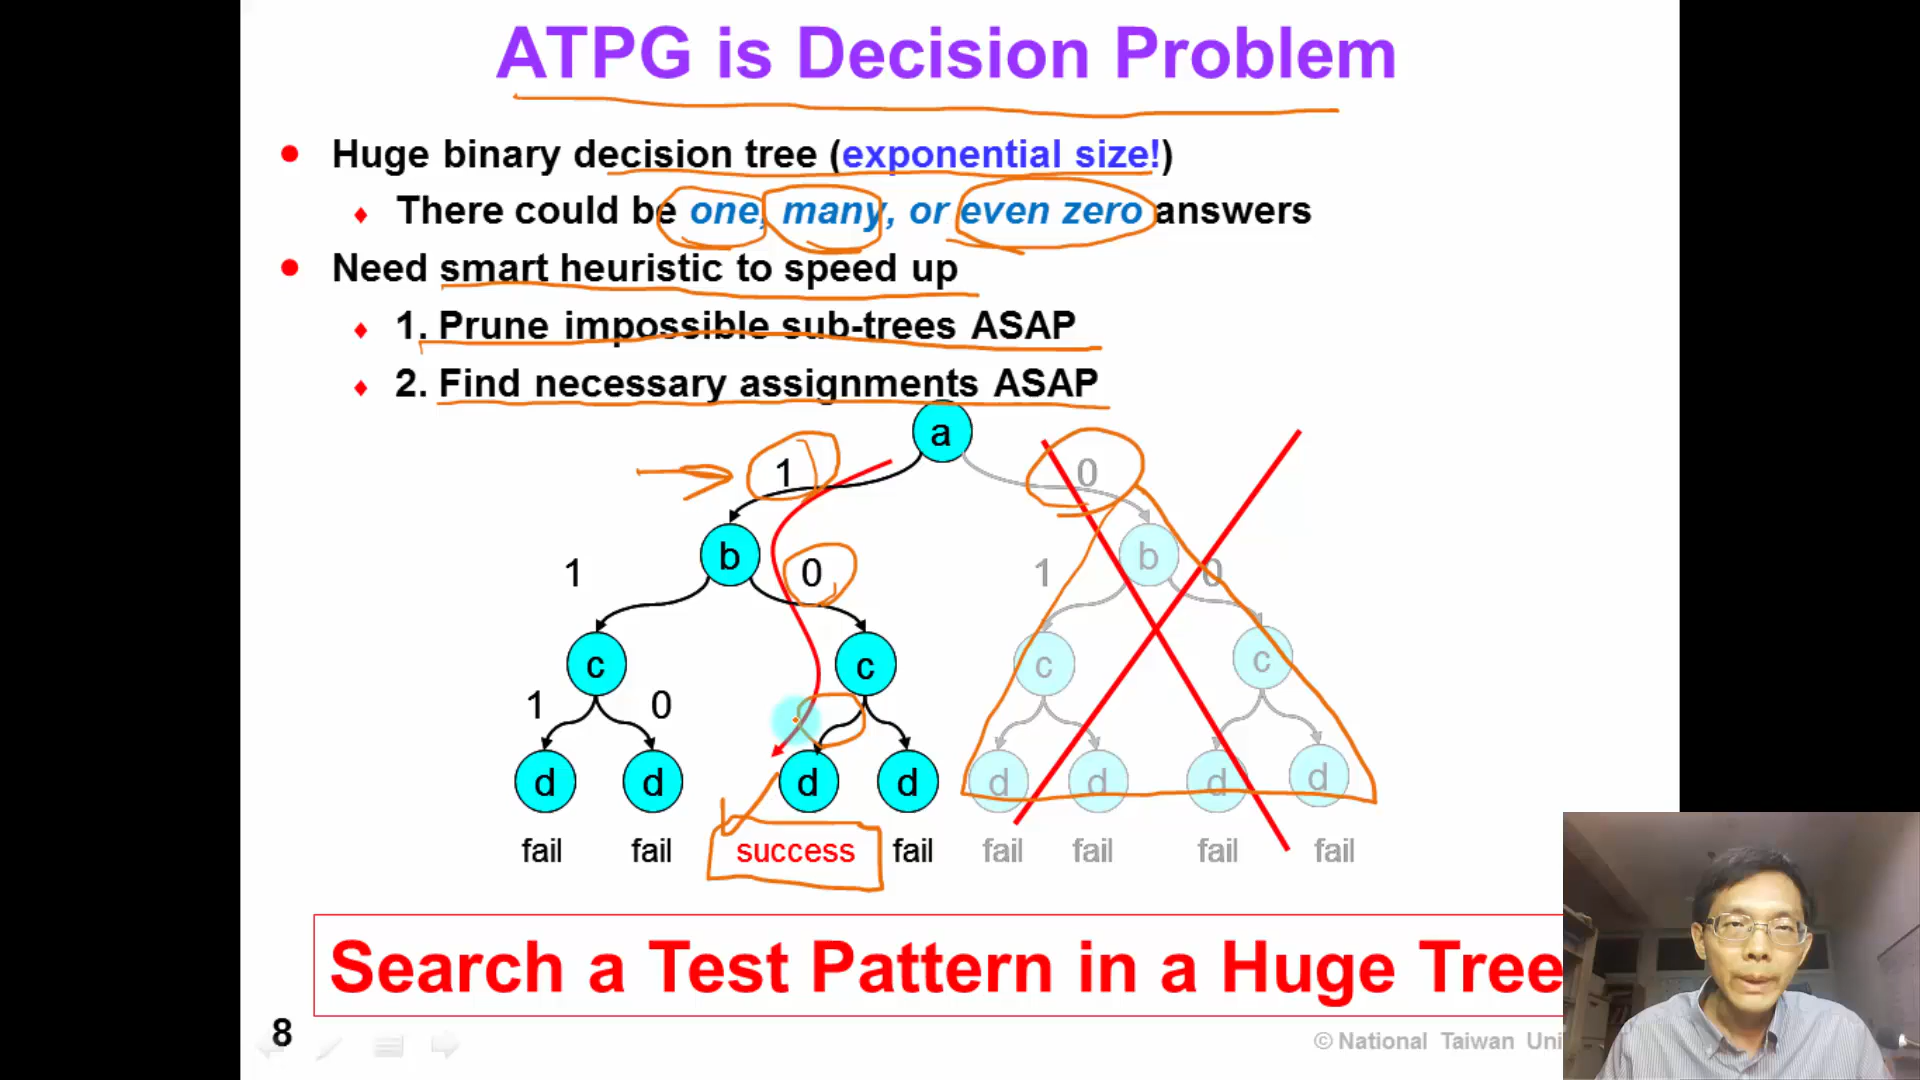 ATPG is Decision Problem
Huge binary decision tree (exponential size!)
There could be one, many, or even zero answers
Need smart heuristic to speed up
1. Prune impossible sub-trees ASAP
2. Find necessary assignments ASAP
a
1 0
b b
1 0 1 0
c c c c
1 0
d d d d d d d d
fail fail success fail fail fail fail fail
Search a Test Pattern in a Huge Tree
8
© National Taiwan Uni